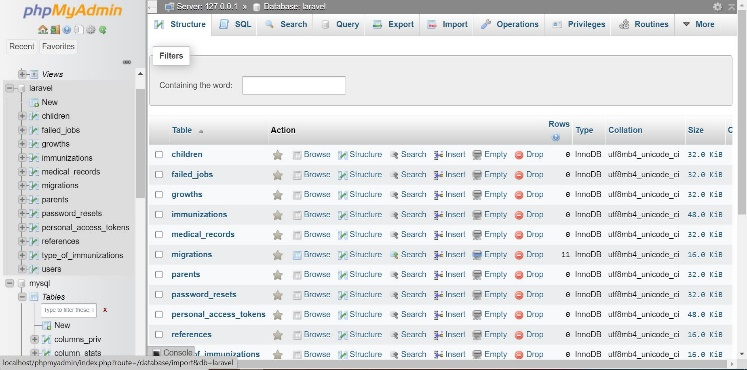 phpMyAdmin
Recent Favorites
Views
laravel
New
children
failed_jobs
growths
immunizations
medical_records
migrations
parents
password_resets
personal_access_tokens
references
type_of_immunizations
users
mysql
Tables
Type to filter these,
x
New
columns_priv
column_stats
localhost/phpmyadmin/index.php?route=/database/import&db=laravel
Server: 127.0.0.1 » Database: laravel
Structure SQL Search Query Export Import Operations Privileges Routines More
Filters
Containing the word:
Table Action Rows Type Collation Size
children Browse Structure Search Insert Empty Drop 0 InnoDB utf8mb4_unicode_ci 32.0 KiB
failed_jobs Browse Structure Search Insert Empty Drop 0 InnoDB utf8mb4_unicode_ci 32.0 KiB
growths Browse Structure Search Insert Empty Drop 0 InnoDB utf8mb4_unicode_ci 32.0 KiB
immunizations Browse Structure Search Insert Empty Drop 0 InnoDB utf8mb4_unicode_ci 48.0 KiB
medical_records Browse Structure Search Insert Empty Drop 0 InnoDB utf8mb4_unicode_ci 32.0 KiB
migrations Browse Structure Search Insert Empty Drop 11 InnoDB utf8mb4_unicode_ci 16.0 KiB
parents Browse Structure Search Insert Empty Drop 0 InnoDB utf8mb4_unicode_ci 32.0 KiB
password_resets Browse Structure Search Insert Empty Drop 0 InnoDB utf8mb4_unicode_ci 32.0 KiB
personal_access_tokens Browse Structure Search Insert Empty Drop 0 InnoDB utf8mb4_unicode_ci 48.0 KiB
references Browse Structure Search Insert Empty Drop 0 InnoDB utf8mb4_unicode_ci 16.0 KiB
of_immunizations Browse Structure Search Insert Empty Drop 0 InnoDB utf8mb4_unicode_ci 16.0 KiB
Console